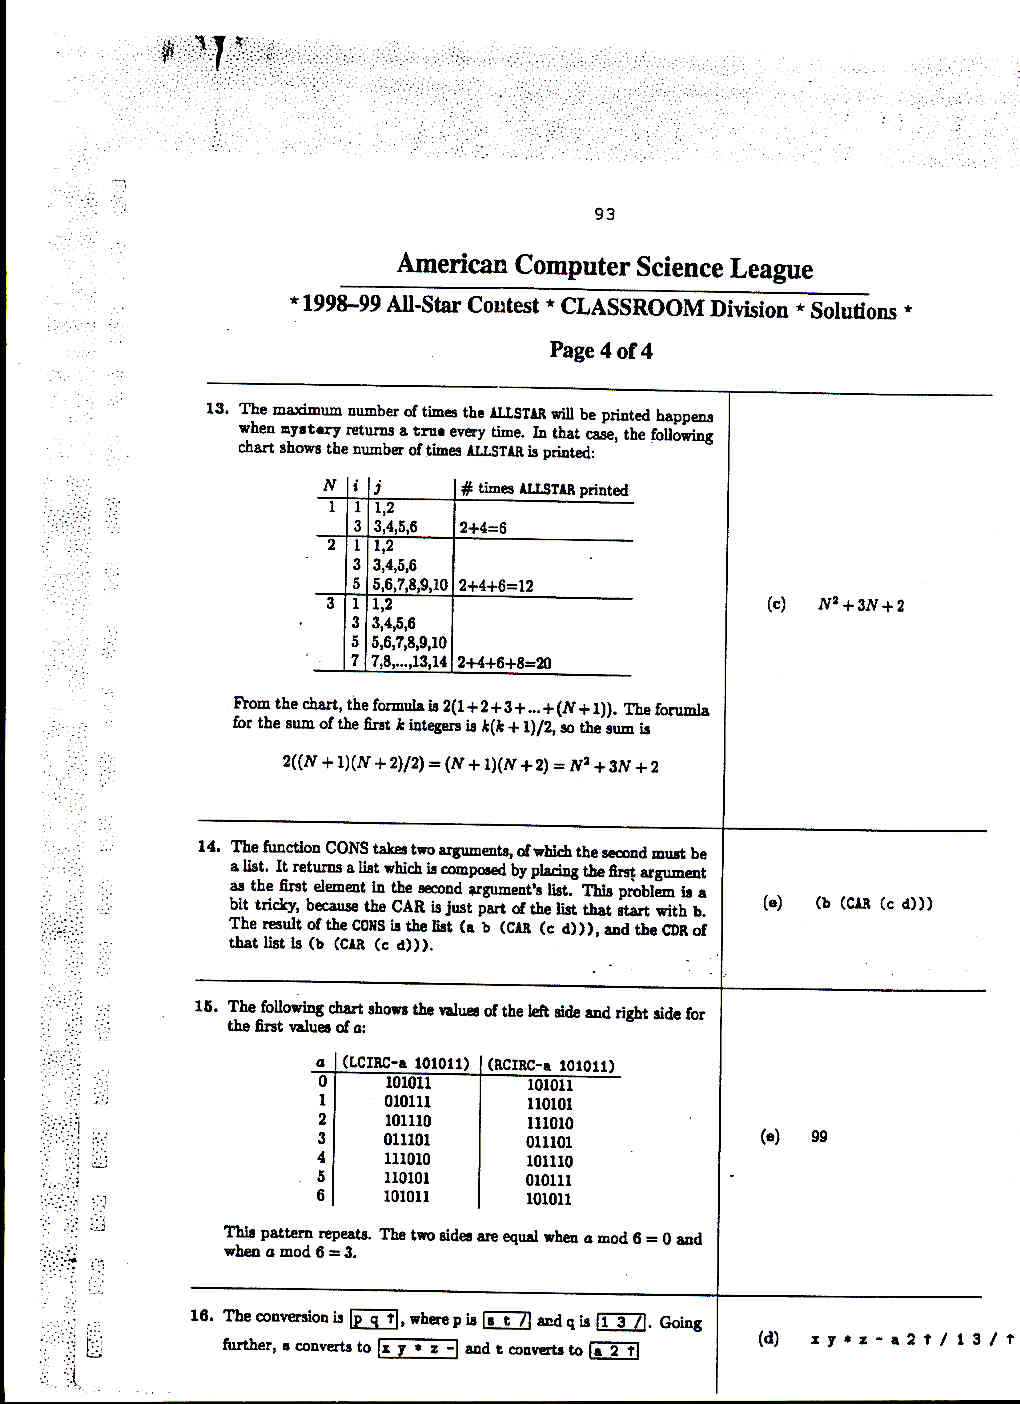 93
American Computer Science League
* 1998–99 All-Star Contest * CLASSROOM Division * Solutions *
Page 4 of 4
13. The maximum number of times the ALLSTAR will be printed happens
when mystery returns a true every time. In that case, the following
chart shows the number of times ALLSTAR is printed:
N i j # times ALLSTAR printed
1 1 1,2
3 3,4,5,6 2+4=6
2 1 1,2
3 3,4,5,6
5 5,6,7,8,9,10 2+4+6=12
3 1 1,2
3 3,4,5,6
5 5,6,7,8,9,10
7 7,8,...,13,14 2+4+6+8=20
From the chart, the formula is 2(1+2+3+...+(N+1)). The forumla
for the sum of the first k integers is k(k+1)/2, so the sum is
2((N+1)(N+2)/2) = (N+1)(N+2) = N² + 3N + 2
(c) N² + 3N + 2
14. The function CONS takes two arguments, of which the second must be
a list. It returns a list which is composed by placing the first argument
as the first element in the second argument's list. This problem is a
bit tricky, because the CAR is just part of the list that start with b.
The result of the CONS is the list (a b (CAR (c d))), and the CDR of
that list is (b (CAR (c d))).
(e) (b (CAR (c d)))
15. The following chart shows the values of the left side and right side for
the first values of a:
a (LCIRC-a 101011) (RCIRC-a 101011)
0 101011 101011
1 010111 110101
2 101110 111010
3 011101 011101
4 111010 101110
5 110101 010111
6 101011 101011
This pattern repeats. The two sides are equal when a mod 6 = 0 and
when a mod 6 = 3.
(e) 99
16. The conversion is p q ↑, where p is s t / and q is 1 3 /. Going
further, s converts to x y * z - and t converts to a 2 ↑
(d) x y * z - a 2 ↑ / 1 3 / ↑